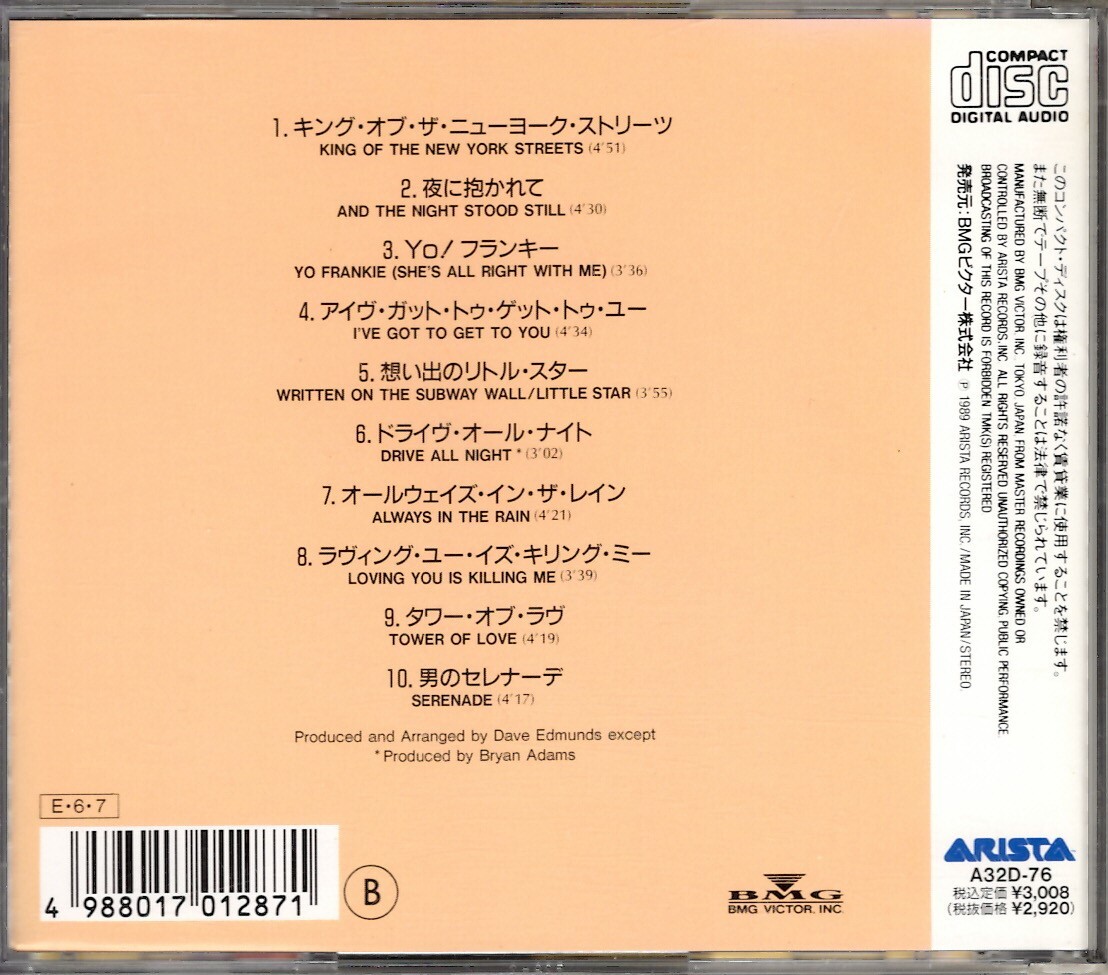 1. キング・オブ・ザ・ニューヨーク・ストリーツ
KING OF THE NEW YORK STREETS (4'51)
2. 夜に抱かれて
AND THE NIGHT STOOD STILL (4'30)
3. Yo! フランキー
YO FRANKIE (SHE'S ALL RIGHT WITH ME) (3'36)
4. アイヴ・ガット・トゥ・ゲット・トゥ・ユー
I'VE GOT TO GET TO YOU (4'34)
5. 想い出のリトル・スター
WRITTEN ON THE SUBWAY WALL/LITTLE STAR (3'55)
6. ドライヴ・オール・ナイト
DRIVE ALL NIGHT * (3'02)
7. オールウェイズ・イン・ザ・レイン
ALWAYS IN THE RAIN (4'21)
8. ラヴィング・ユー・イズ・キリング・ミー
LOVING YOU IS KILLING ME (3'39)
9. タワー・オブ・ラヴ
TOWER OF LOVE (4'19)
10. 男のセレナーデ
SERENADE (4'17)
Produced and Arranged by Dave Edmunds except
*Produced by Bryan Adams
E・6・7
4 988017 012871
B
BMG
BMG VICTOR, INC.
COMPACT
disc
DIGITAL AUDIO
このコンパクト・ディスクは権利者の許諾なく賃貸業に使用することを禁じます。
また無断でテープその他に録音することは法律で禁じられています。
MANUFACTURED BY BMG VICTOR INC. TOKYO, JAPAN, FROM MASTER RECORDINGS OWNED OR
CONTROLLED BY ARISTA RECORDS, INC. ALL RIGHTS RESERVED UNAUTHORIZED COPYING, PUBLIC PERFORMANCE,
BROADCASTING OF THIS RECORD IS FORBIDDEN TMK(S) REGISTERED
発売元：BMGビクター株式会社 Ⓟ 1989 ARISTA RECORDS, INC. / MADE IN JAPAN/STEREO.
ARISTA
A32D-76
税込定価 ¥3,008
(税抜価格 ¥2,920)